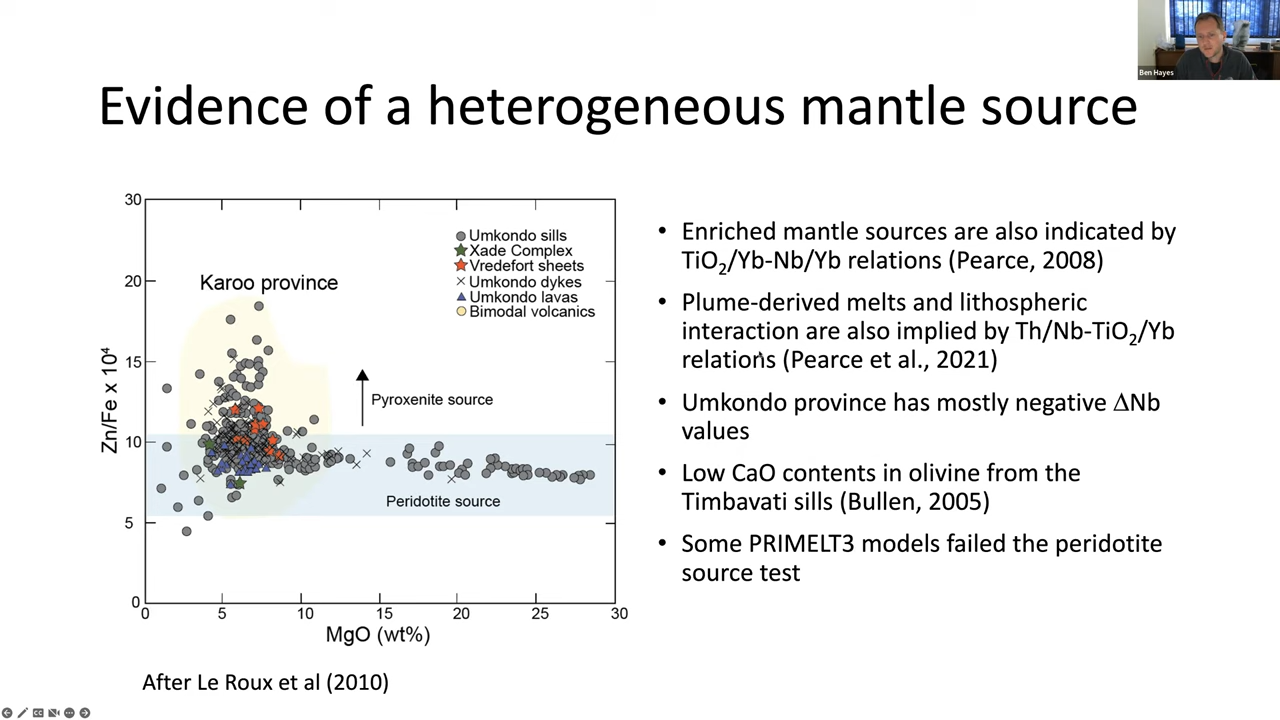 Ben Hayes
Evidence of a heterogeneous mantle source
30
20
15
10
5
0
Zn/Fe x 10⁴
Karoo province
Umkondo sills
Xade Complex
Vredefort sheets
Umkondo dykes
Umkondo lavas
Bimodal volcanics
Pyroxenite source
Peridotite source
0 5 10 15 20 25 30
MgO (wt%)
After Le Roux et al (2010)
• Enriched mantle sources are also indicated by
TiO₂/Yb-Nb/Yb relations (Pearce, 2008)
• Plume-derived melts and lithospheric
interaction are also implied by Th/Nb-TiO₂/Yb
relations (Pearce et al., 2021)
• Umkondo province has mostly negative ΔNb
values
• Low CaO contents in olivine from the
Timbavati sills (Bullen, 2005)
• Some PRIMELT3 models failed the peridotite
source test